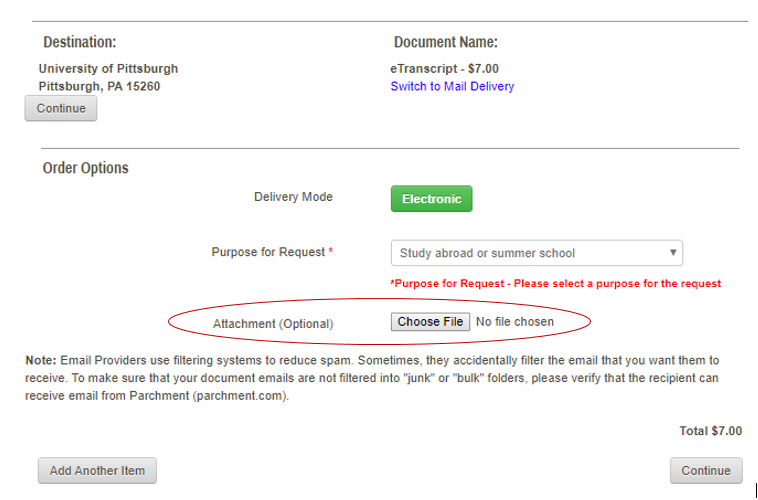 Destination:
Document Name:
University of Pittsburgh
eTranscript - $7.00
Pittsburgh, PA 15260
Switch to Mail Delivery
Continue
Order Options
Delivery Mode
Electronic
Purpose for Request *
Study abroad or summer school
*Purpose for Request - Please select a purpose for the request
Attachment (Optional)
Choose File No file chosen
Note: Email Providers use filtering systems to reduce spam. Sometimes, they accidentally filter the email that you want them to
receive. To make sure that your document emails are not filtered into "junk" or "bulk" folders, please verify that the recipient can
receive email from Parchment (parchment.com).
Total $7.00
Add Another Item
Continue